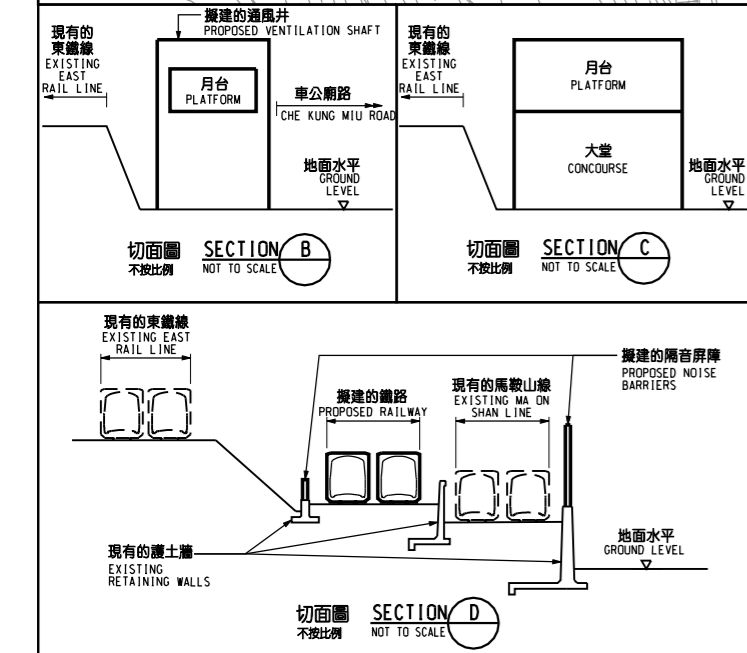 擬建的通風井
PROPOSED VENTILATION SHAFT
現有的
東鐵線
EXISTING
EAST
RAIL LINE
月台
PLATFORM
車公廟路
CHE KUNG MIU ROAD
地面水平
GROUND
LEVEL
切面圖
不按比例
SECTION
NOT TO SCALE
B
現有的
東鐵線
EXISTING
EAST
RAIL LINE
月台
PLATFORM
大堂
CONCOURSE
地面水平
GROUND
LEVEL
切面圖
不按比例
SECTION
NOT TO SCALE
C
現有的東鐵線
EXISTING EAST
RAIL LINE
擬建的鐵路
PROPOSED RAILWAY
現有的馬鞍山線
EXISTING MA ON
SHAN LINE
擬建的隔音屏障
PROPOSED NOISE
BARRIERS
現有的護土牆
EXISTING
RETAINING WALLS
地面水平
GROUND LEVEL
切面圖
不按比例
SECTION
NOT TO SCALE
D